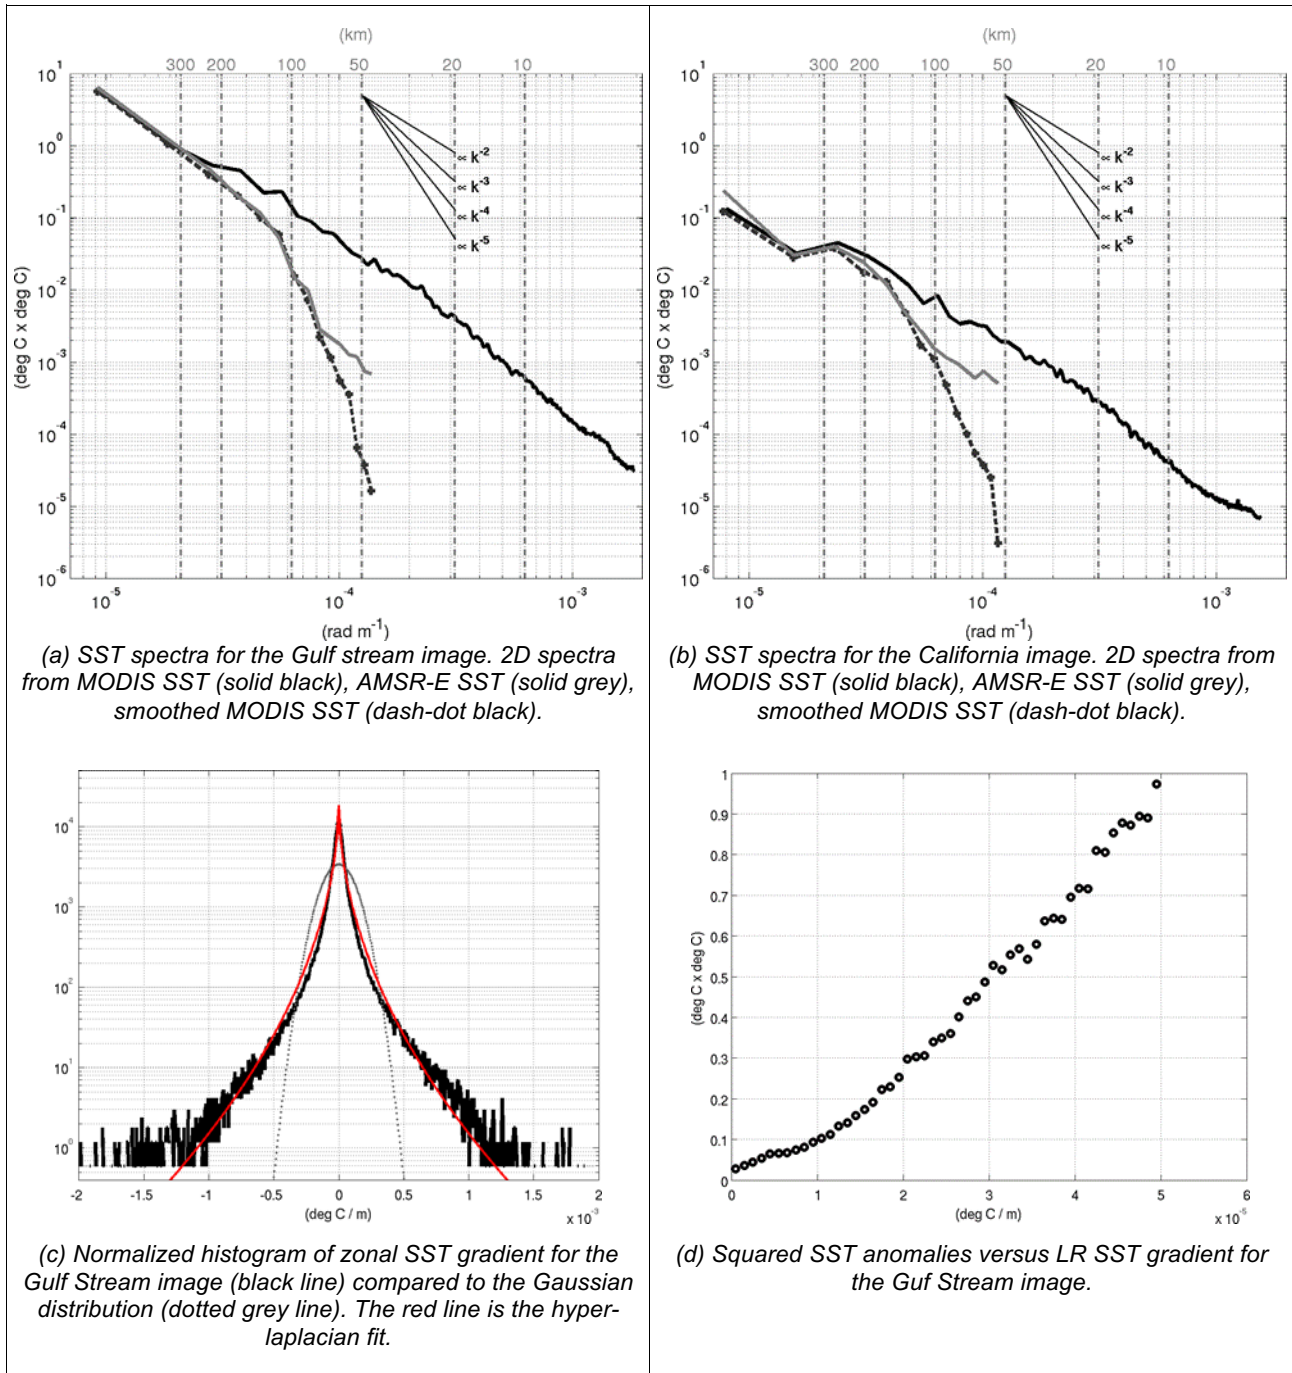 (km)
300 200 100 50 20 10
10^1
10^0
10^-1
10^-2
10^-3
10^-4
10^-5
10^-6
(deg C x deg C)
∝ k^-2
∝ k^-3
∝ k^-4
∝ k^-5
10^-5 10^-4 10^-3
(rad m^-1)
(a) SST spectra for the Gulf stream image. 2D spectra
from MODIS SST (solid black), AMSR-E SST (solid grey),
smoothed MODIS SST (dash-dot black).
(km)
300 200 100 50 20 10
10^1
10^0
10^-1
10^-2
10^-3
10^-4
10^-5
10^-6
(deg C x deg C)
∝ k^-2
∝ k^-3
∝ k^-4
∝ k^-5
10^-5 10^-4 10^-3
(rad m^-1)
(b) SST spectra for the California image. 2D spectra from
MODIS SST (solid black), AMSR-E SST (solid grey),
smoothed MODIS SST (dash-dot black).
10^4
10^3
10^2
10^1
10^0
-2 -1.5 -1 -0.5 0 0.5 1 1.5 2
(deg C / m)
x 10^-3
(c) Normalized histogram of zonal SST gradient for the
Gulf Stream image (black line) compared to the Gaussian
distribution (dotted grey line). The red line is the hyper-
laplacian fit.
1
0.9
0.8
0.7
0.6
0.5
0.4
0.3
0.2
0.1
0
(deg C x deg C)
0 1 2 3 4 5 6
(deg C / m)
x 10^-5
(d) Squared SST anomalies versus LR SST gradient for
the Guf Stream image.